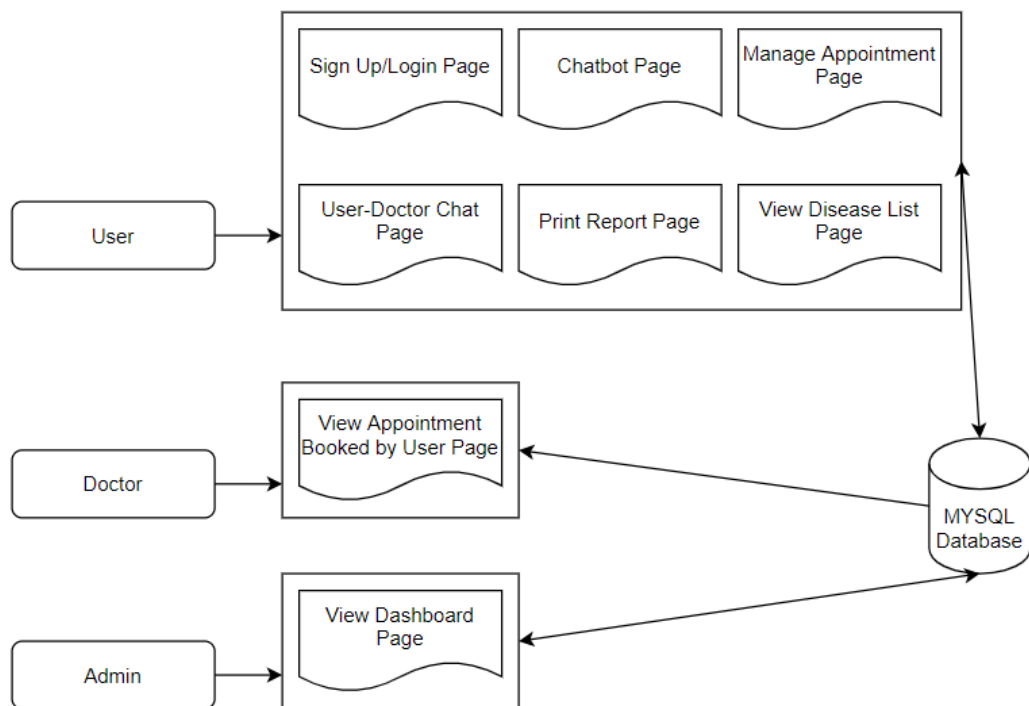 Sign Up/Login Page
Chatbot Page
Manage Appointment
Page
User
User-Doctor Chat
Page
Print Report Page
View Disease List
Page
Doctor
View Appointment
Booked by User Page
MYSQL
Database
Admin
View Dashboard
Page